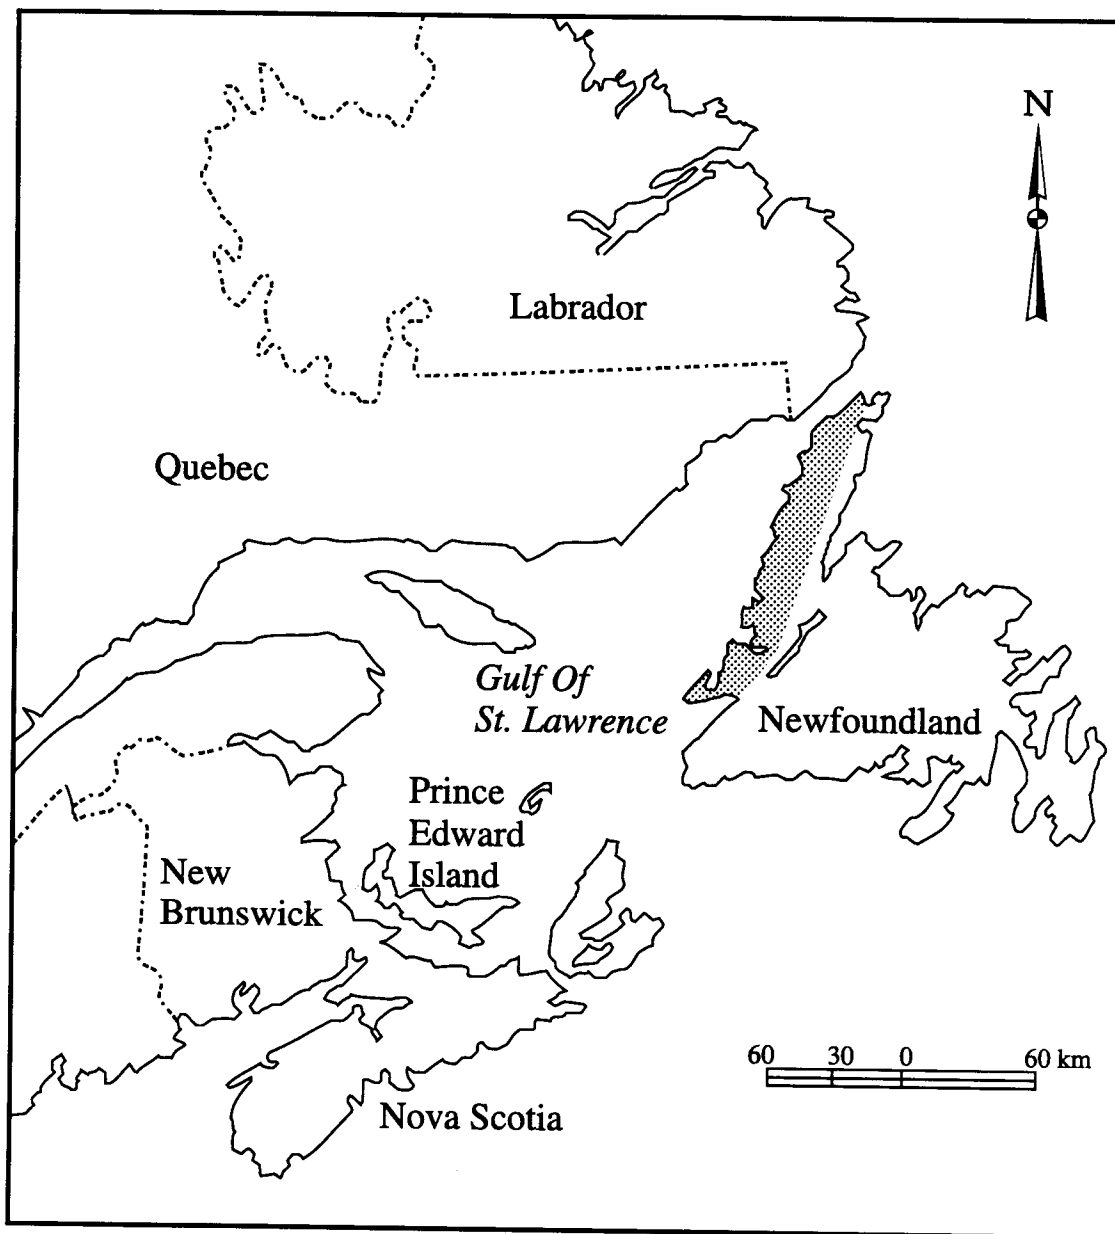 N
Labrador
Quebec
Gulf Of
St. Lawrence
Newfoundland
Prince
Edward
Island
New
Brunswick
60 30 0 60 km
Nova Scotia